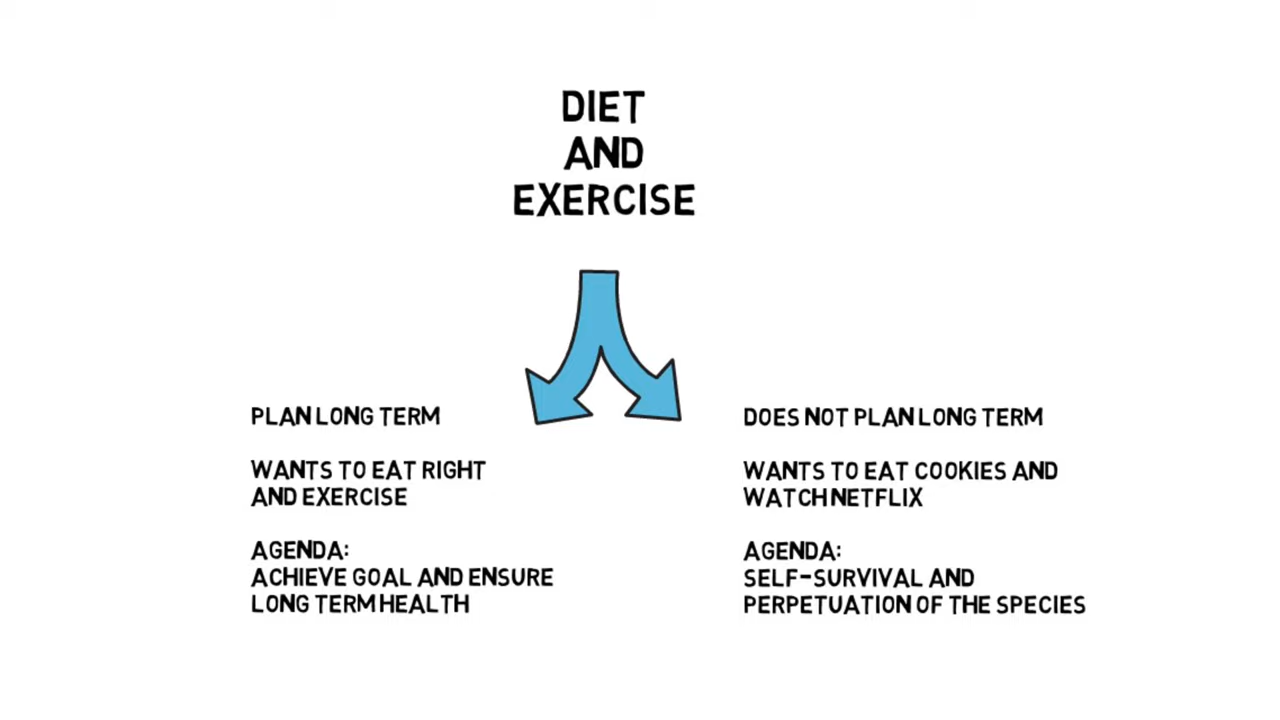 DIET
AND
EXERCISE
PLAN LONG TERM
WANTS TO EAT RIGHT
AND EXERCISE
AGENDA:
ACHIEVE GOAL AND ENSURE
LONG TERM HEALTH
DOES NOT PLAN LONG TERM
WANTS TO EAT COOKIES AND
WATCH NETFLIX
AGENDA:
SELF-SURVIVAL AND
PERPETUATION OF THE SPECIES